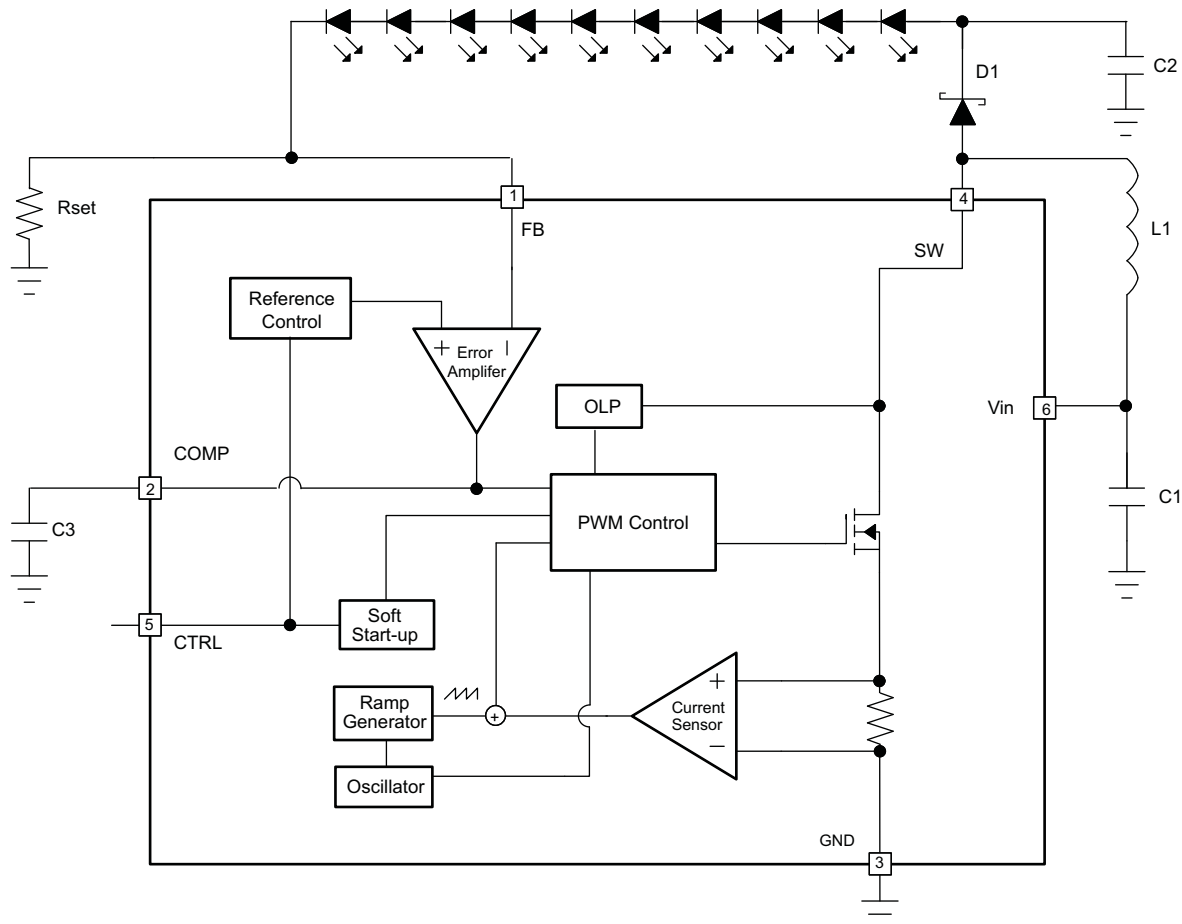 D1
C2
Rset
1
FB
4
SW
L1
Reference
Control
+
Error
Amplifer
OLP
Vin
6
COMP
2
C3
PWM Control
C1
5
CTRL
Soft
Start-up
Ramp
Generator
+
+
Current
Sensor
−
Oscillator
GND
3